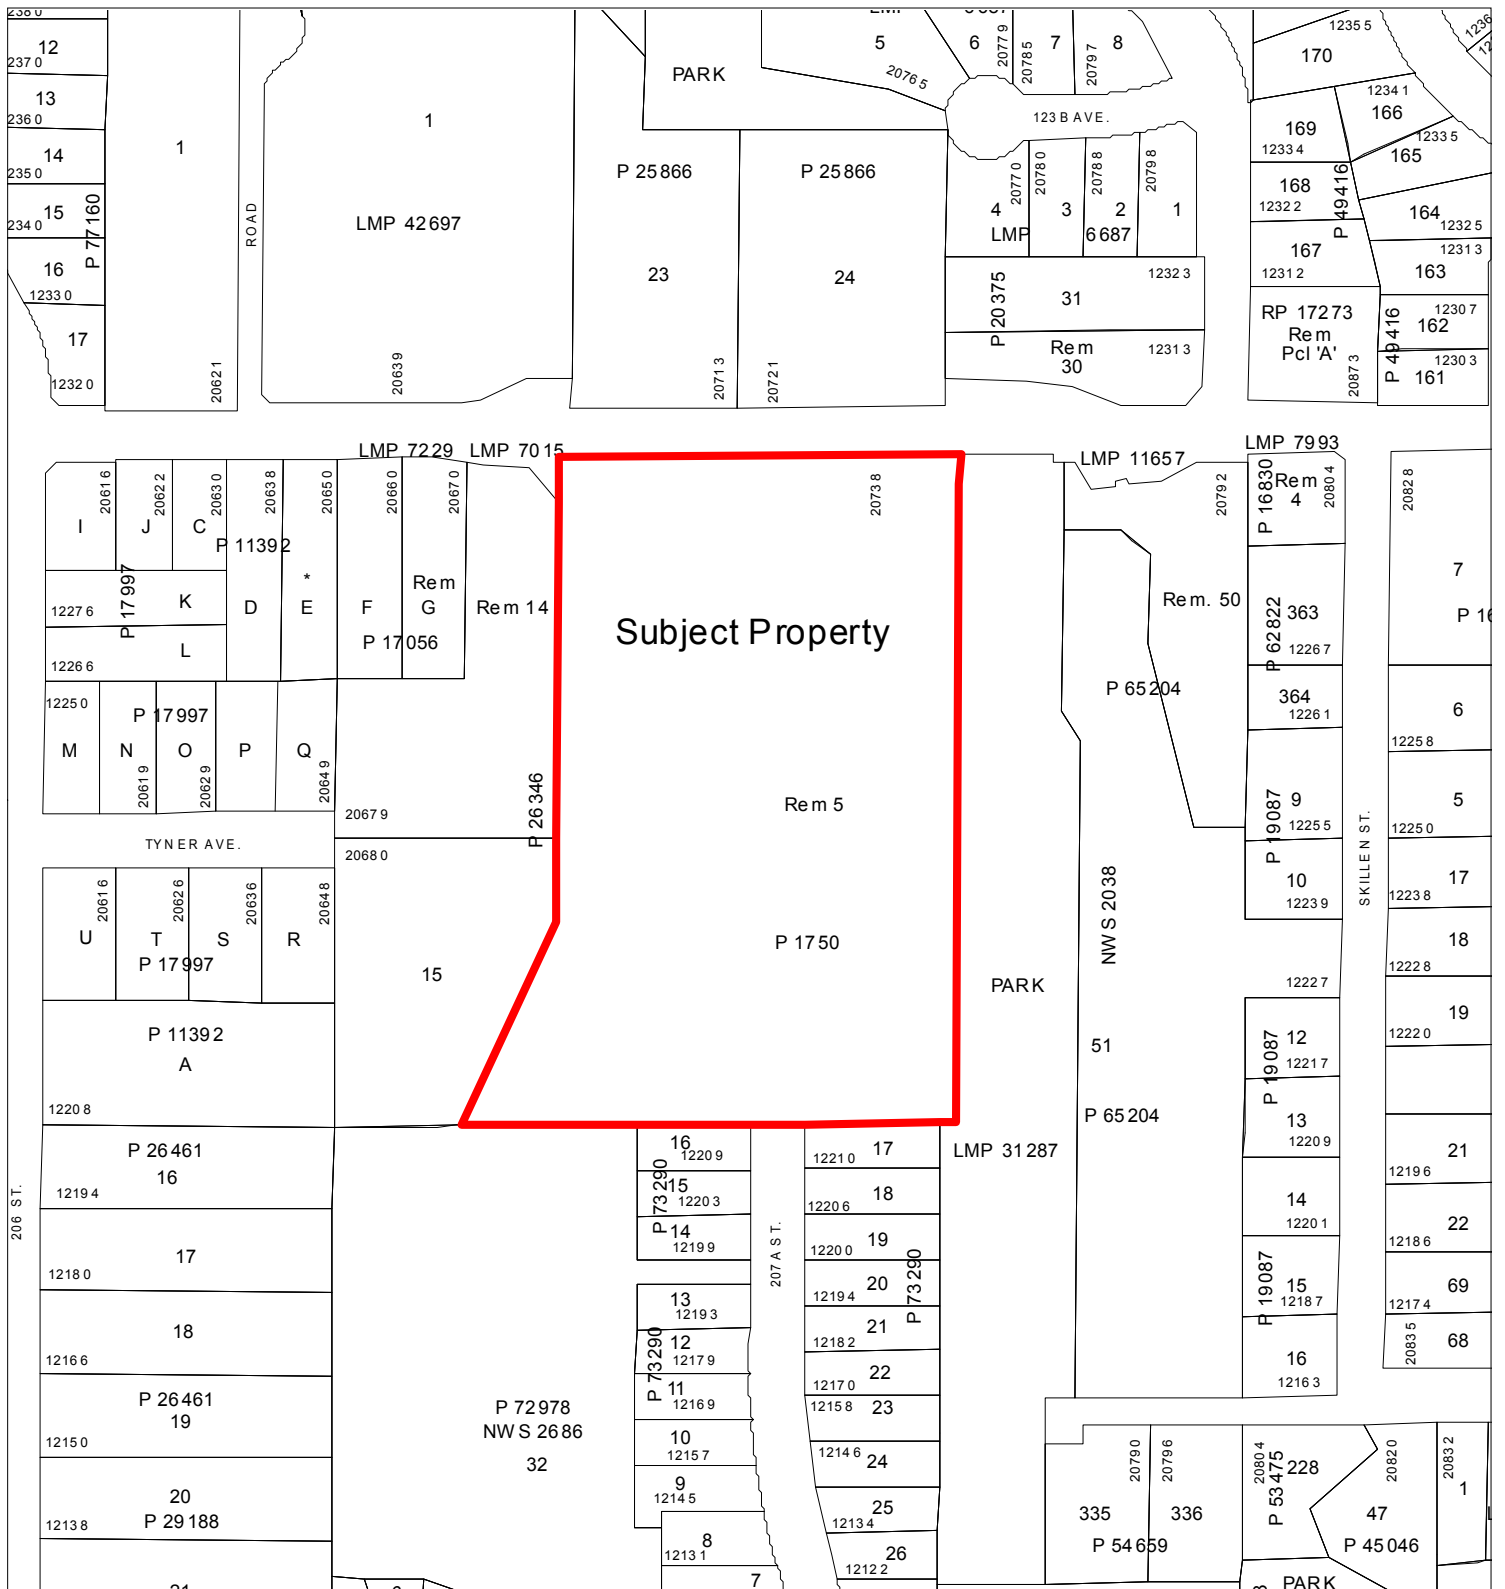 12
2370
13
2360
14
2350
15
2340
P 77160
16
12330
17
12320
1
20621
ROAD
1
LMP 42697
20639
PARK
P 25866
23
20713
P 25866
24
20721
5
20765
6
20779
20785
7
20797
8
123B AVE.
4
20770
20780
3
20788
2
20798
1
LMP 6687
P 20375
31
12323
Rem
30
12313
12355
170
12341
166
169
12334
12335
165
168
12322
P 49416
164
12325
167
12312
12313
163
RP 17273
Rem
Pcl 'A'
20873
P 49416
12307
162
12303
161
LMP 7229
LMP 7015
LMP 11657
LMP 7993
20616
I
20622
J
20630
C
20638
D
P 11392
20650
*
E
20660
F
20670
Rem
G
P 17056
Rem 14
12276
K
P 17997
12266
L
12250
M
N
20619
P 17997
O
20629
P
Q
20649
20679
P 26346
TYNER AVE.
20680
15
20616
U
20626
T
20636
S
20648
R
P 17997
P 11392
A
12208
20738
Subject Property
Rem 5
P 1750
PARK
LMP 31287
20792
Rem. 50
P 65204
NWS 2038
51
P 65204
P 16830
Rem
4
20804
363
12267
P 62822
364
12261
9
12255
P 19087
10
12239
12227
12
12217
P 19087
13
12209
14
12201
15
12187
P 19087
16
12163
SKILLEN ST.
20828
7
6
12258
5
12250
17
12238
18
12228
19
12220
21
12196
22
12186
69
12174
68
20835
206 ST.
P 26461
16
12194
17
12180
18
12166
P 26461
19
12150
20
P 29188
12138
P 72978
NWS 2686
32
16
12209
P 73290
15
12203
14
12199
13
12193
12
12179
P 73290
11
12169
10
12157
9
12145
8
12131
7
207A ST.
17
12210
18
12206
19
12200
20
12194
P 73290
21
12182
22
12170
12158
23
12146
24
25
12134
26
12122
20790
335
20796
336
P 54659
20804
P 53475
228
20820
47
P 45046
20832
1
PARK